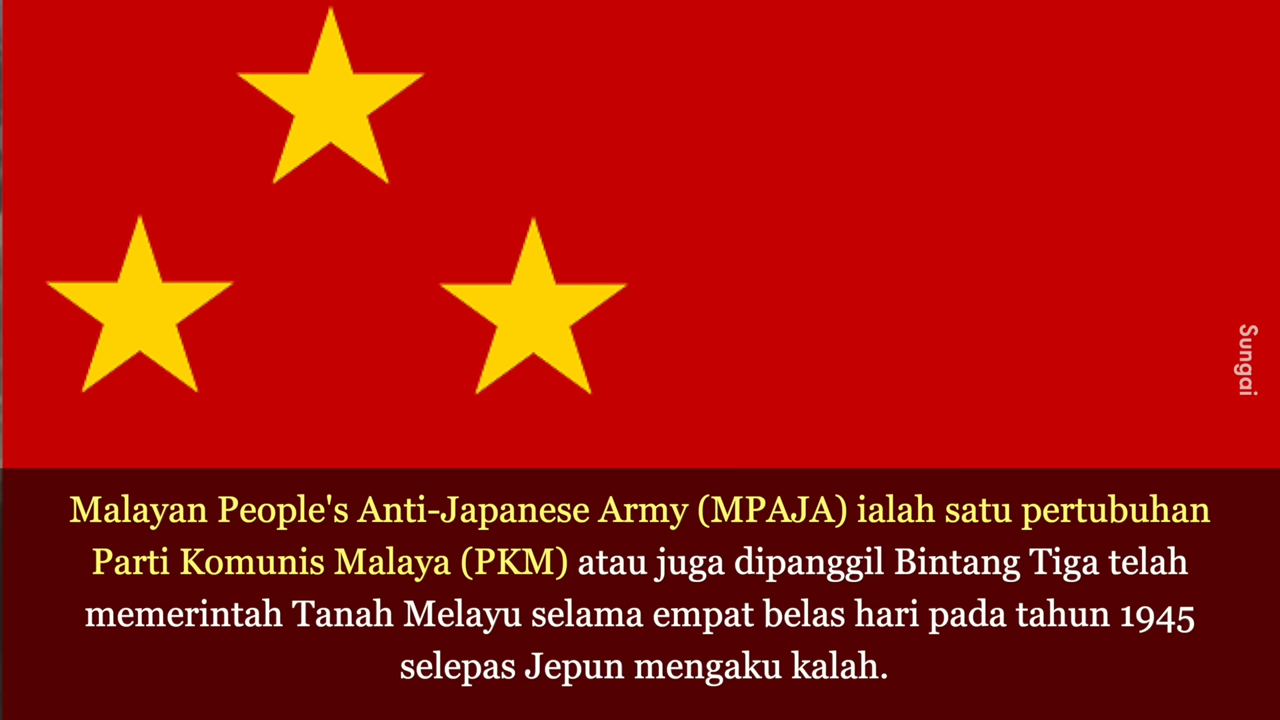 Sungai
Malayan People's Anti-Japanese Army (MPAJA) ialah satu pertubuhan
Parti Komunis Malaya (PKM) atau juga dipanggil Bintang Tiga telah
memerintah Tanah Melayu selama empat belas hari pada tahun 1945
selepas Jepun mengaku kalah.